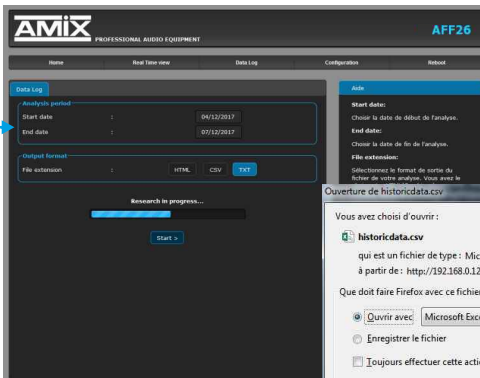 AMIX
PROFESSIONAL AUDIO EQUIPMENT
AFF26
Home
Real Time view
Data Log
Configuration
Reboot
Data Log
Analysis period
Start date : 04/12/2017
End date : 07/12/2017
Output format
File extension : HTML CSV TXT
Research in progress...
Start >
Aide
Start date:
Choisir la date de début de l'analyse.
End date:
Choisir la date de fin de l'analyse.
File extension:
Sélectionnez le format de sortie du
fichier de votre analyse. Vous avez le
Ouverture de historicdata.csv
Vous avez choisi d'ouvrir :
historicdata.csv
qui est un fichier de type : Mic
à partir de : http://192.168.0.12
Que doit faire Firefox avec ce fichier
Ouvrir avec Microsoft Exc
Enregistrer le fichier
Toujours effectuer cette acti